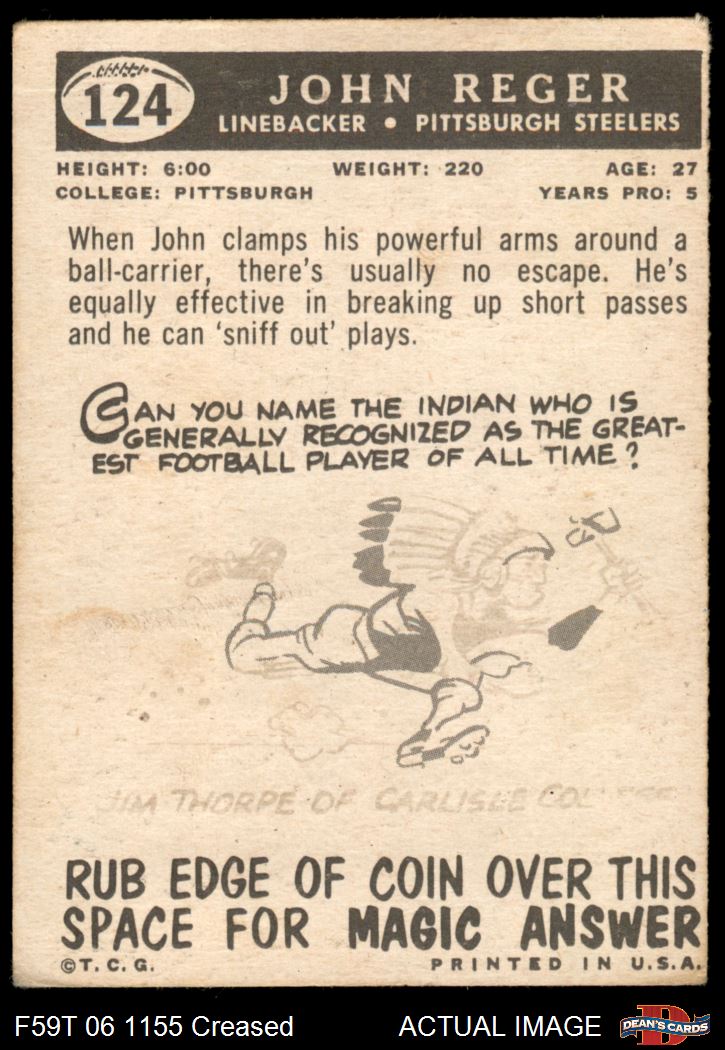 124
JOHN REGER
LINEBACKER • PITTSBURGH STEELERS
HEIGHT: 6:00 WEIGHT: 220 AGE: 27
COLLEGE: PITTSBURGH YEARS PRO: 5
When John clamps his powerful arms around a
ball-carrier, there's usually no escape. He's
equally effective in breaking up short passes
and he can 'sniff out' plays.
CAN YOU NAME THE INDIAN WHO IS
GENERALLY RECOGNIZED AS THE GREAT-
EST FOOTBALL PLAYER OF ALL TIME?
JIM THORPE OF CARLISLE
RUB EDGE OF COIN OVER THIS
SPACE FOR MAGIC ANSWER
©T.C.G. PRINTED IN U.S.A.
F59T 06 1155 Creased ACTUAL IMAGE DEAN'S CARDS